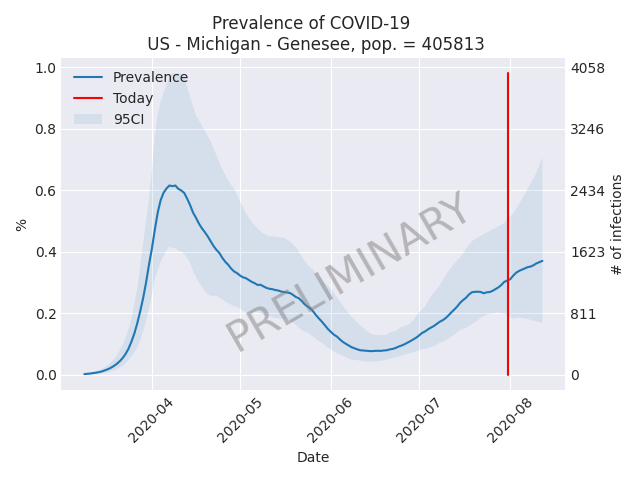 Prevalence of COVID-19
US - Michigan - Genesee, pop. = 405813
Prevalence
Today
95CI
1.0
0.8
0.6
0.4
0.2
0.0
%
4058
3246
2434
1623
811
0
# of infections
PRELIMINARY
2020-04
2020-05
2020-06
2020-07
2020-08
Date